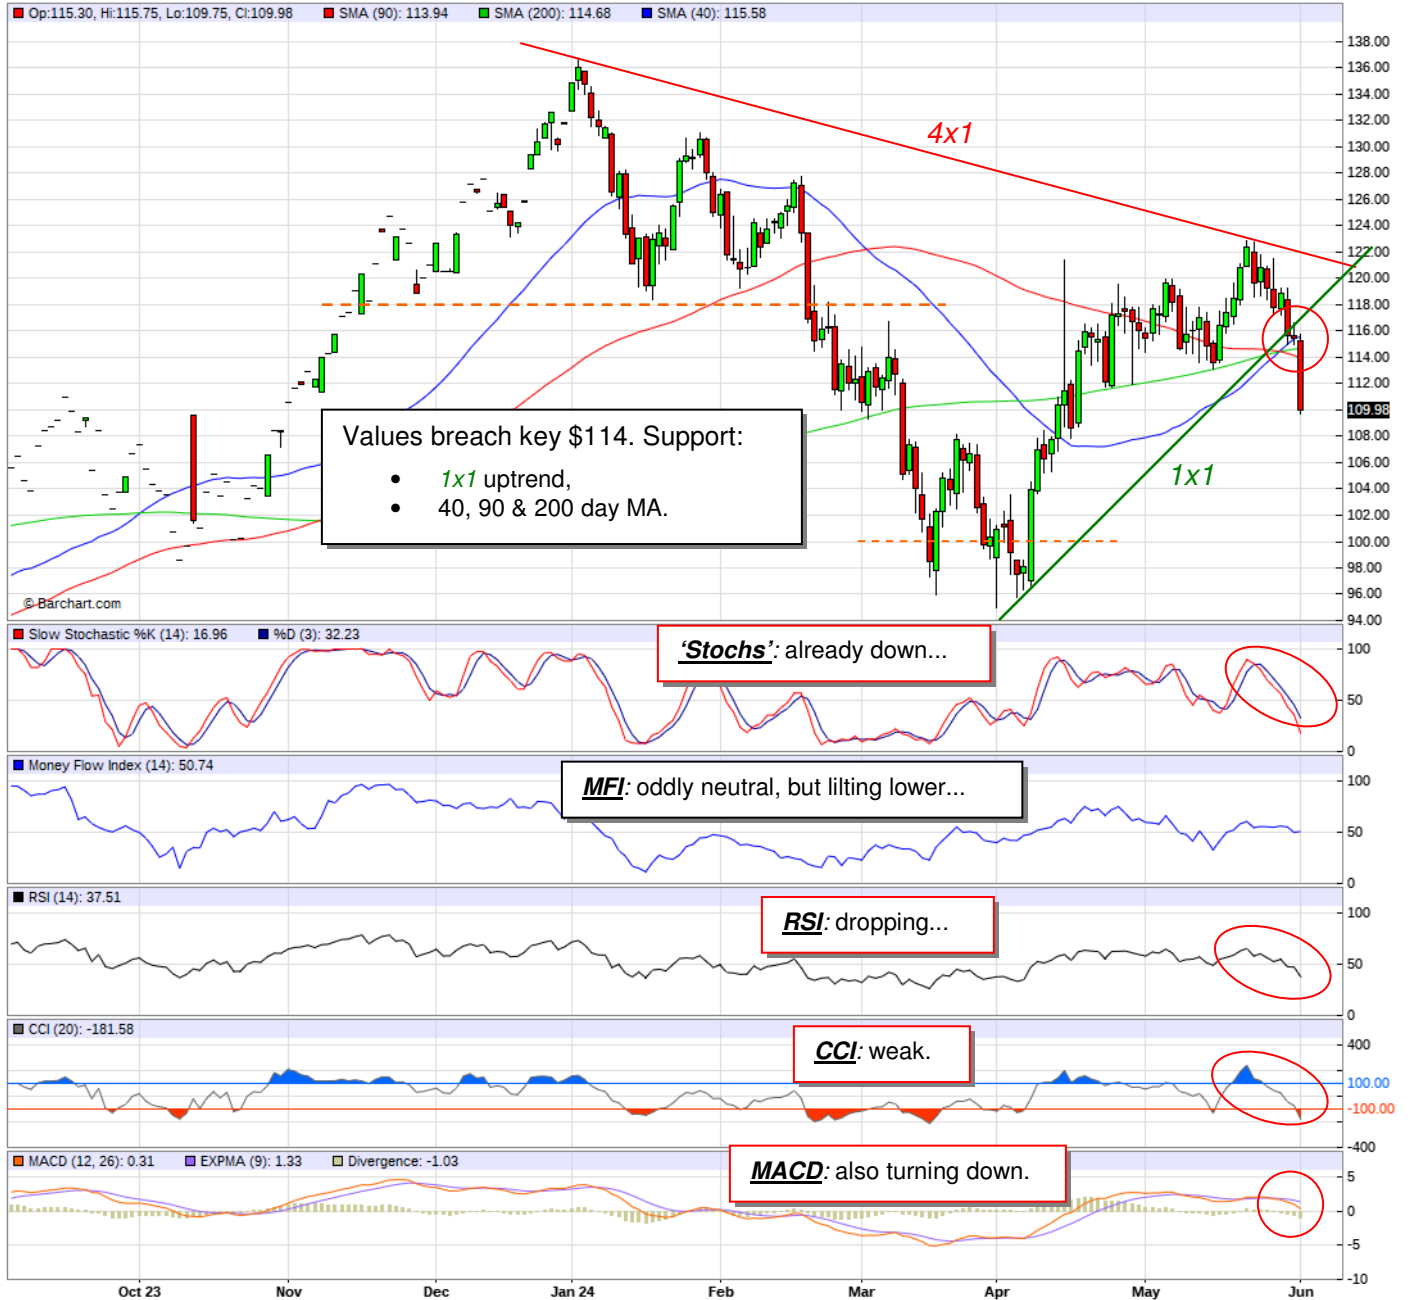 Op:115.30, Hi:115.75, Lo:109.75, Cl:109.98 SMA (90): 113.94 SMA (200): 114.68 SMA (40): 115.58
138.00
136.00
134.00
4x1
132.00
130.00
128.00
126.00
124.00
122.00
120.00
118.00
116.00
114.00
112.00
109.98
108.00
Values breach key $114. Support:
• 1x1 uptrend,
• 40, 90 & 200 day MA.
1x1
106.00
104.00
102.00
100.00
98.00
96.00
94.00
© Barchart.com
Slow Stochastic %K (14): 16.96 %D (3): 32.23
'Stochs': already down...
100
50
0
Money Flow Index (14): 50.74
MFI: oddly neutral, but lilting lower...
100
50
0
RSI (14): 37.51
RSI: dropping...
100
50
0
CCI (20): -181.58
CCI: weak.
400
100.00
-100.00
-400
MACD (12, 26): 0.31 EXPMA (9): 1.33 Divergence: -1.03
MACD: also turning down.
5
0
-5
-10
Oct 23 Nov Dec Jan 24 Feb Mar Apr May Jun